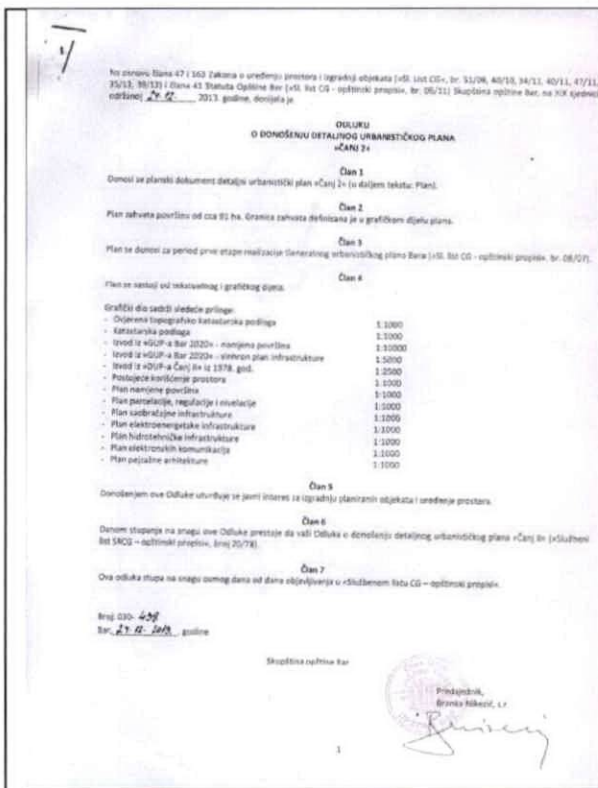 1/
Na osnovu člana 47 i 163 Zakona o uređenju prostora i izgradnji objekata (»Sl. List CG«, br. 51/08, 40/10, 34/11, 40/11, 47/11,
35/13, 39/13) i člana 41 Statuta Opštine Bar (»Sl. list CG - opštinski propisi«, br. 06/11) Skupština opštine Bar, na XIX sjednici
održanoj 27.12. 2013. godine, donijela je
ODLUKU
O DONOŠENJU DETALJNOG URBANISTIČKOG PLANA
»ČANJ 2«
Član 1
Donosi se planski dokument detaljni urbanistički plan »Čanj 2« (u daljem tekstu: Plan).
Član 2
Plan zahvata površinu od cca 91 ha. Granica zahvata definisana je u grafičkom dijelu plana.
Član 3
Plan se donosi za period prve etape realizacije Generalnog urbanističkog plana Bara (»Sl. list CG - opštinski propisi«, br. 08/07).
Član 4
Plan se sastoji od tekstualnog i grafičkog dijela.
Grafički dio sadrži sledeće priloge:
- Ovjerena topografsko katastarska podloga 1:1000
- Katastarska podloga 1:1000
- Izvod iz »GUP-a Bar 2020« - namjena površina 1:10000
- Izvod iz »GUP-a Bar 2020« - sinhron plan infrastrukture 1:5000
- Izvod iz »DUP-a Čanj II« iz 1978. god. 1:2500
- Postojeće korišćenje prostora 1:1000
- Plan namjene površina 1:1000
- Plan parcelacije, regulacije i nivelacije 1:1000
- Plan saobraćajne infrastrukture 1:1000
- Plan elektroenergetske infrastrukture 1:1000
- Plan hidrotehničke infrastrukture 1:1000
- Plan elektronskih komunikacija 1:1000
- Plan pejzažne arhitekture 1:1000
Član 5
Donošenjem ove Odluke utvrđuje se javni interes za izgradnju planiranih objekata i uređenje prostora.
Član 6
Danom stupanja na snagu ove Odluke prestaje da važi Odluka o donošenju detaljnog urbanističkog plana »Čanj II« (»Službeni
list SRCG – opštinski propisi«, broj 20/78).
Član 7
Ova odluka stupa na snagu osmog dana od dana objavljivanja u »Službenom listu CG – opštinski propisi«.
Broj: 030- 498
Bar, 27.12.2013. godine
Skupština opštine Bar
Predsjednik,
Branka Nikezić, s.r
1